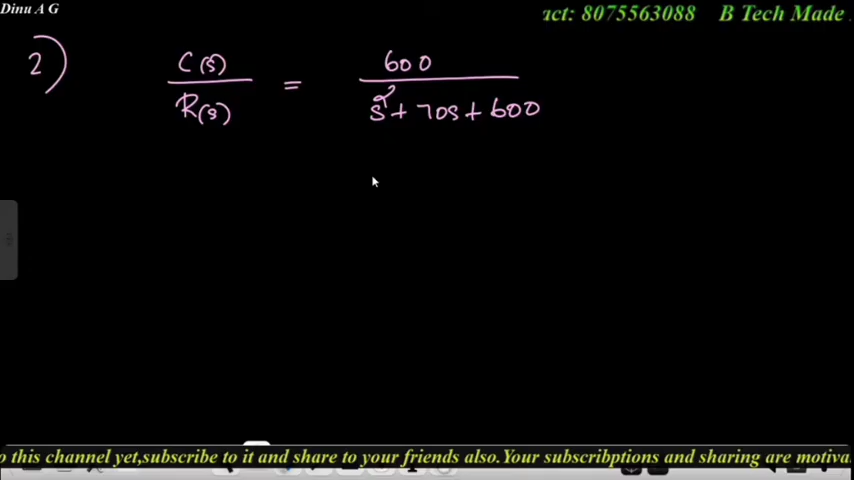 Dinu A G
act: 8075563088 B Tech Made
2) C(s) / R(s) = 600 / s² + 70s + 600
o this channel yet,subscribe to it and share to your friends also.Your subscribptions and sharing are motiva